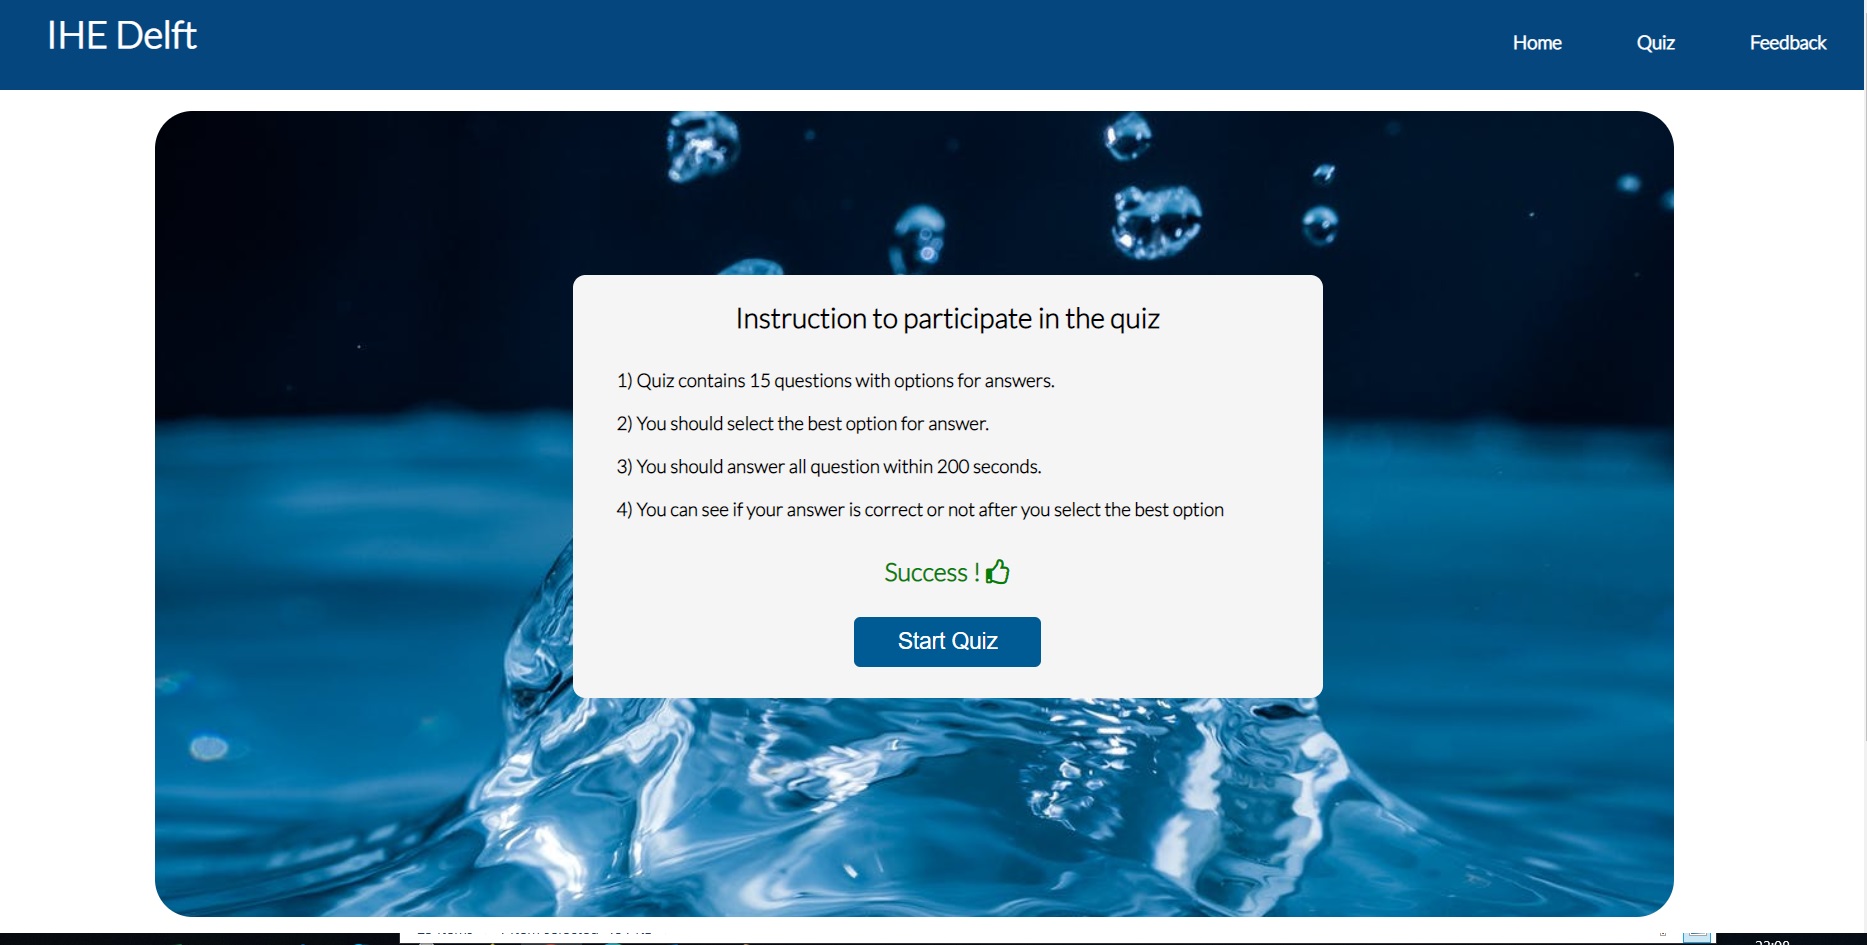 IHE Delft
Home Quiz Feedback
Instruction to participate in the quiz
1) Quiz contains 15 questions with options for answers.
2) You should select the best option for answer.
3) You should answer all question within 200 seconds.
4) You can see if your answer is correct or not after you select the best option
Success !
Start Quiz